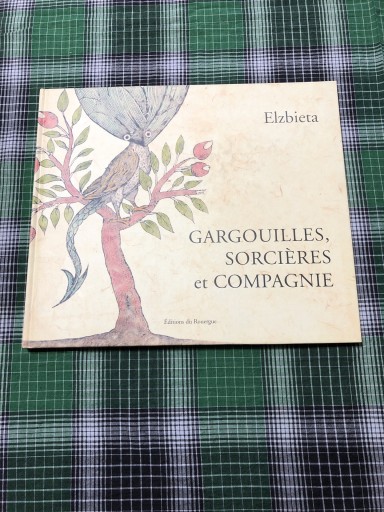 Elzbieta
GARGOUILLES,
SORCIÈRES
et COMPAGNIE
Éditions du Rouergue